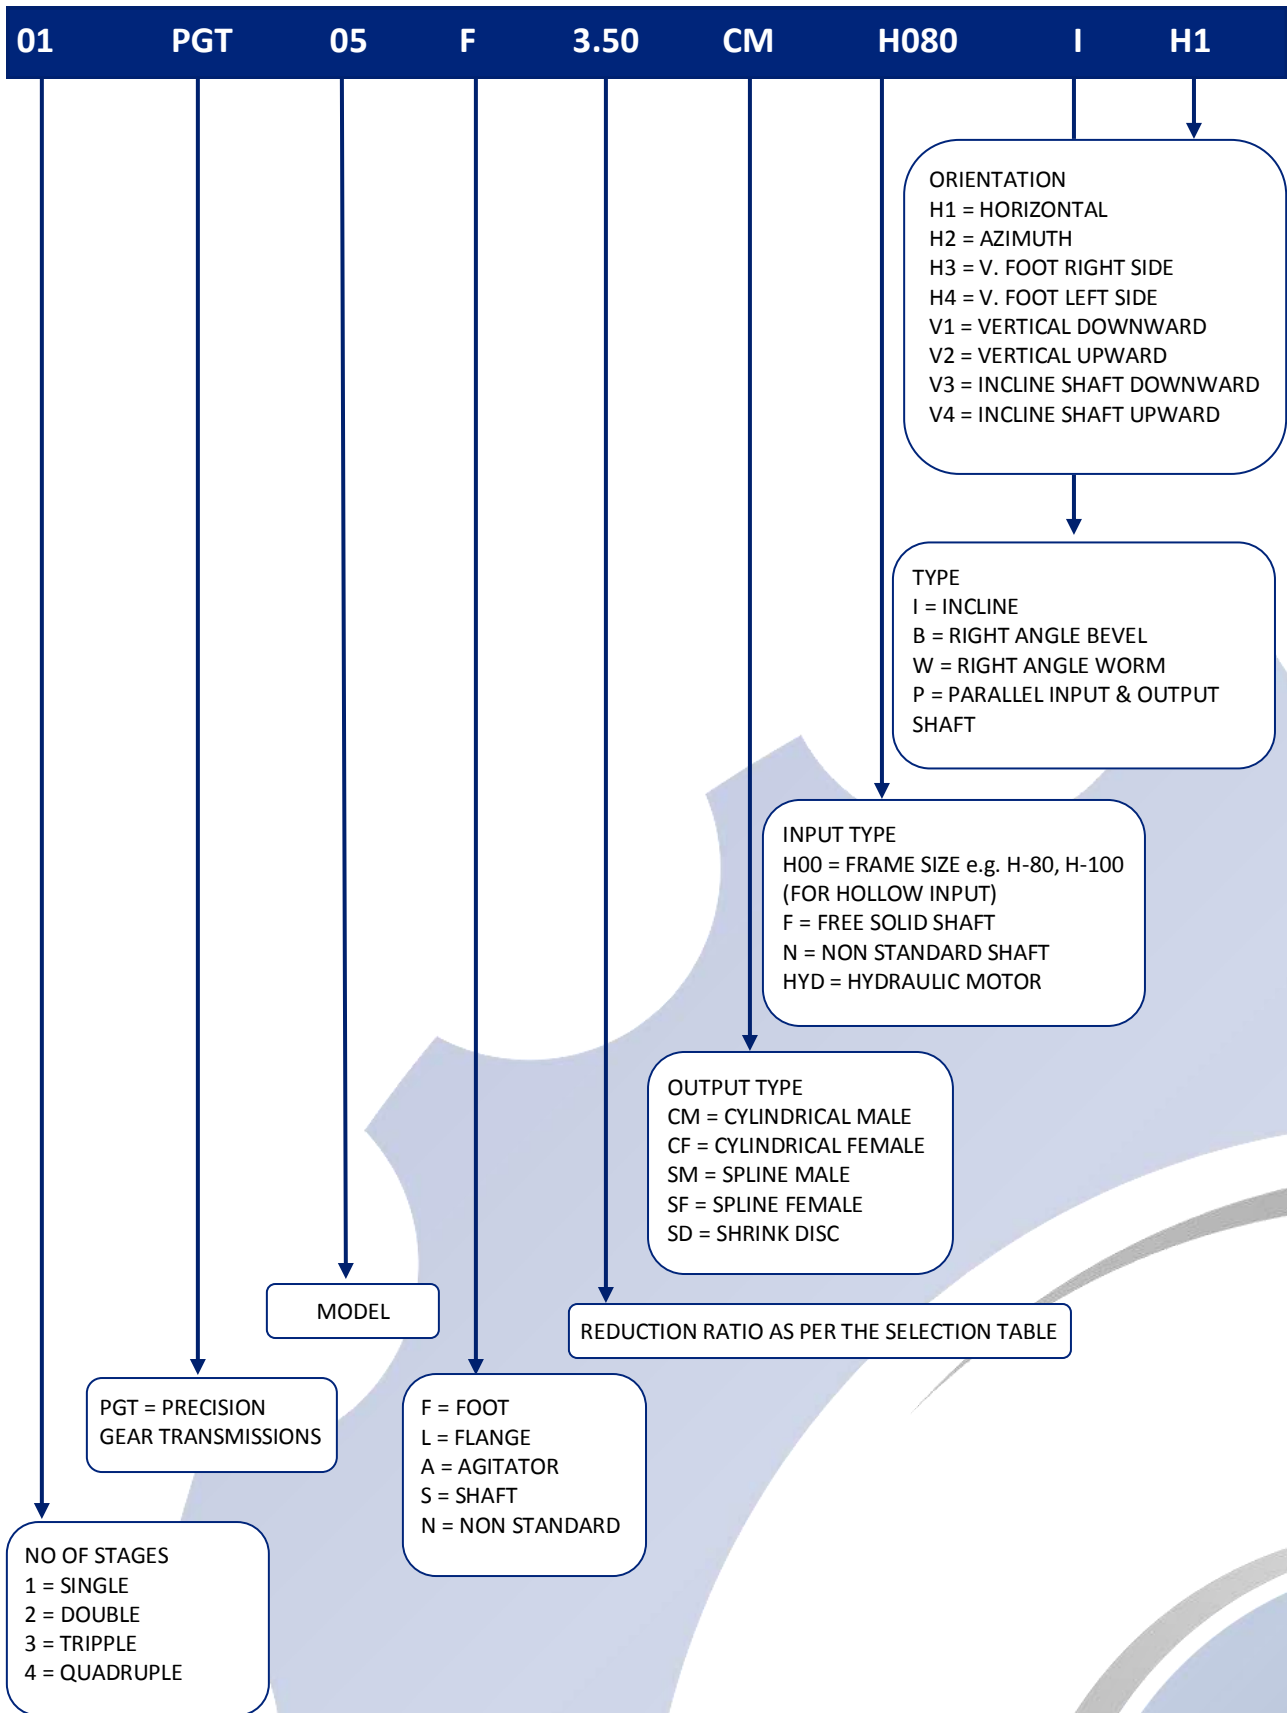 01 PGT 05 F 3.50 CM H080 I H1
ORIENTATION
H1 = HORIZONTAL
H2 = AZIMUTH
H3 = V. FOOT RIGHT SIDE
H4 = V. FOOT LEFT SIDE
V1 = VERTICAL DOWNWARD
V2 = VERTICAL UPWARD
V3 = INCLINE SHAFT DOWNWARD
V4 = INCLINE SHAFT UPWARD
TYPE
I = INCLINE
B = RIGHT ANGLE BEVEL
W = RIGHT ANGLE WORM
P = PARALLEL INPUT & OUTPUT
SHAFT
INPUT TYPE
H00 = FRAME SIZE e.g. H-80, H-100
(FOR HOLLOW INPUT)
F = FREE SOLID SHAFT
N = NON STANDARD SHAFT
HYD = HYDRAULIC MOTOR
OUTPUT TYPE
CM = CYLINDRICAL MALE
CF = CYLINDRICAL FEMALE
SM = SPLINE MALE
SF = SPLINE FEMALE
SD = SHRINK DISC
MODEL
REDUCTION RATIO AS PER THE SELECTION TABLE
PGT = PRECISION
GEAR TRANSMISSIONS
F = FOOT
L = FLANGE
A = AGITATOR
S = SHAFT
N = NON STANDARD
NO OF STAGES
1 = SINGLE
2 = DOUBLE
3 = TRIPPLE
4 = QUADRUPLE